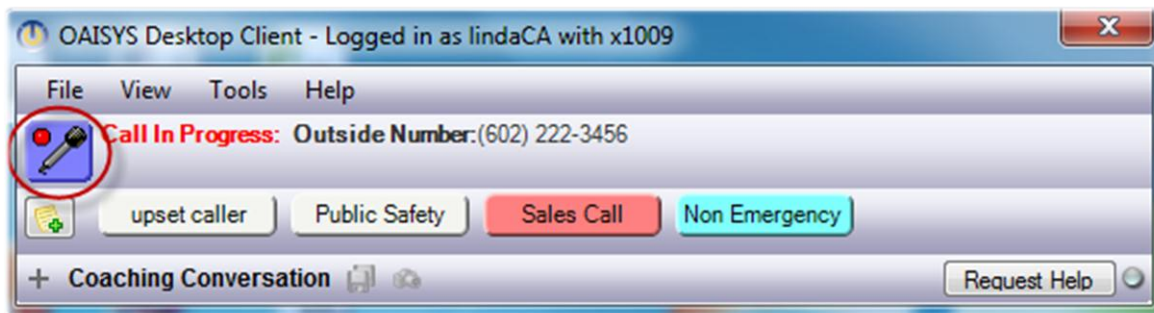 OAISYS Desktop Client - Logged in as lindaCA with x1009
File View Tools Help
Call In Progress: Outside Number:(602) 222-3456
upset caller Public Safety Sales Call Non Emergency
+ Coaching Conversation Request Help